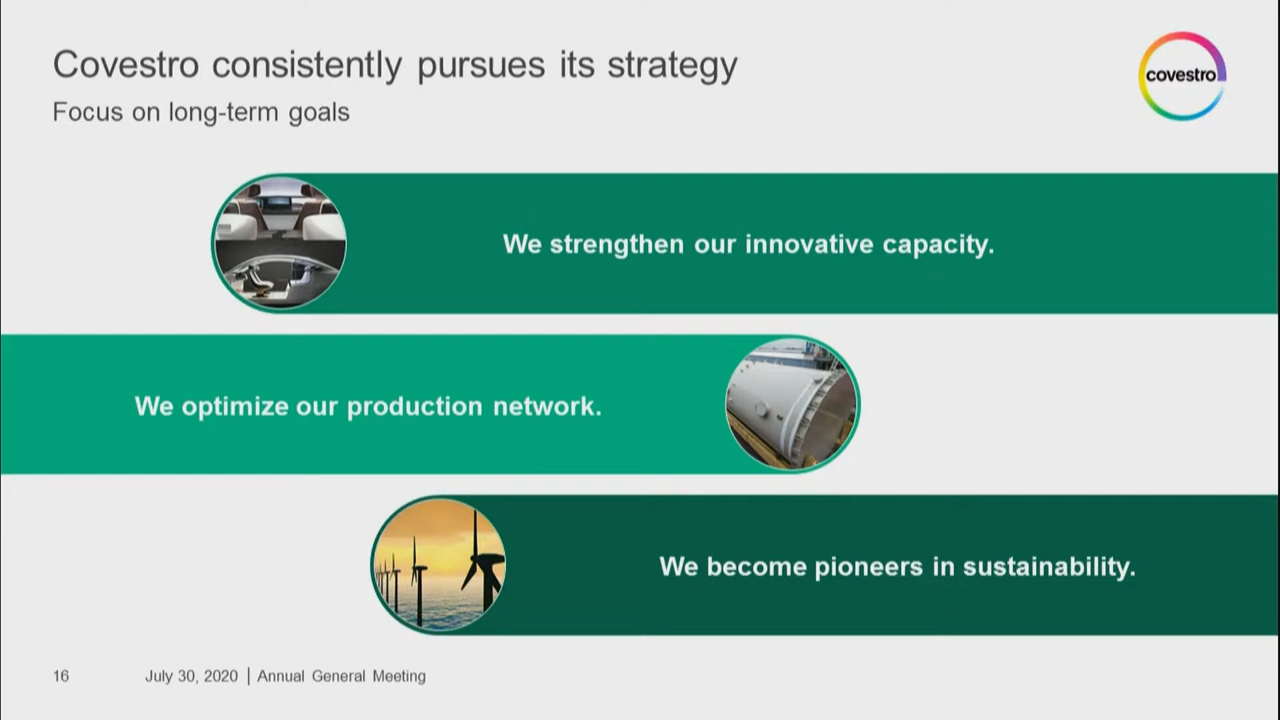 Covestro consistently pursues its strategy
Focus on long-term goals
covestro
We strengthen our innovative capacity.
We optimize our production network.
We become pioneers in sustainability.
16 July 30, 2020 | Annual General Meeting